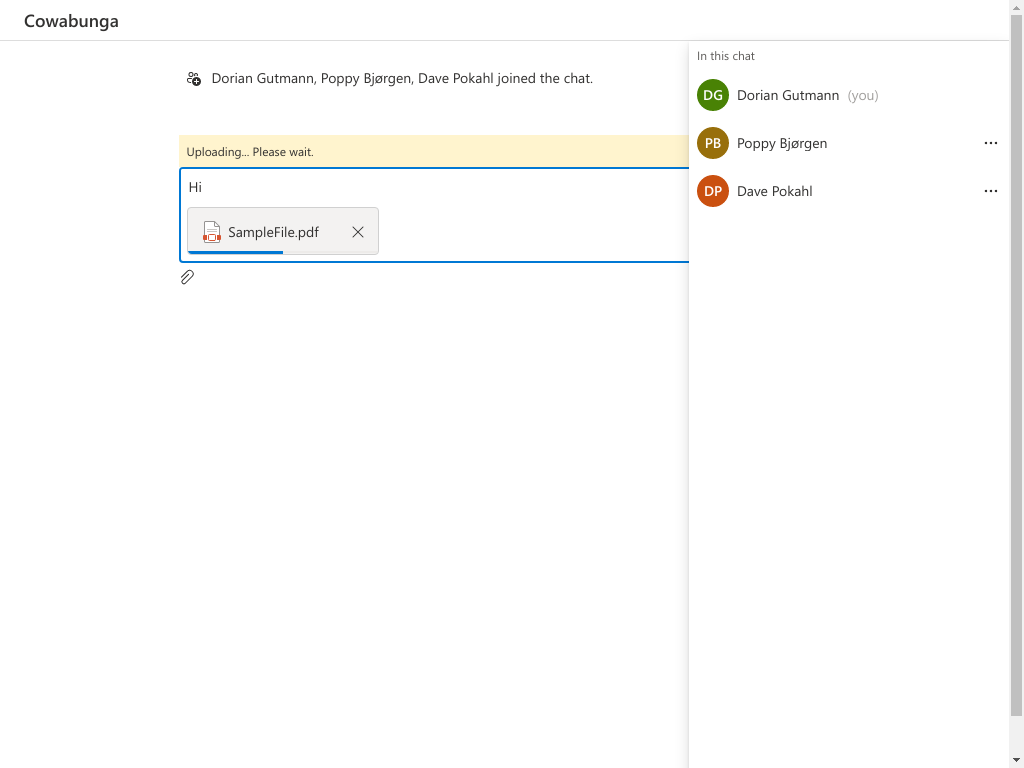 Cowabunga
Dorian Gutmann, Poppy Bjørgen, Dave Pokahl joined the chat.
Uploading... Please wait.
Hi
SampleFile.pdf
In this chat
DG Dorian Gutmann (you)
PB Poppy Bjørgen
DP Dave Pokahl